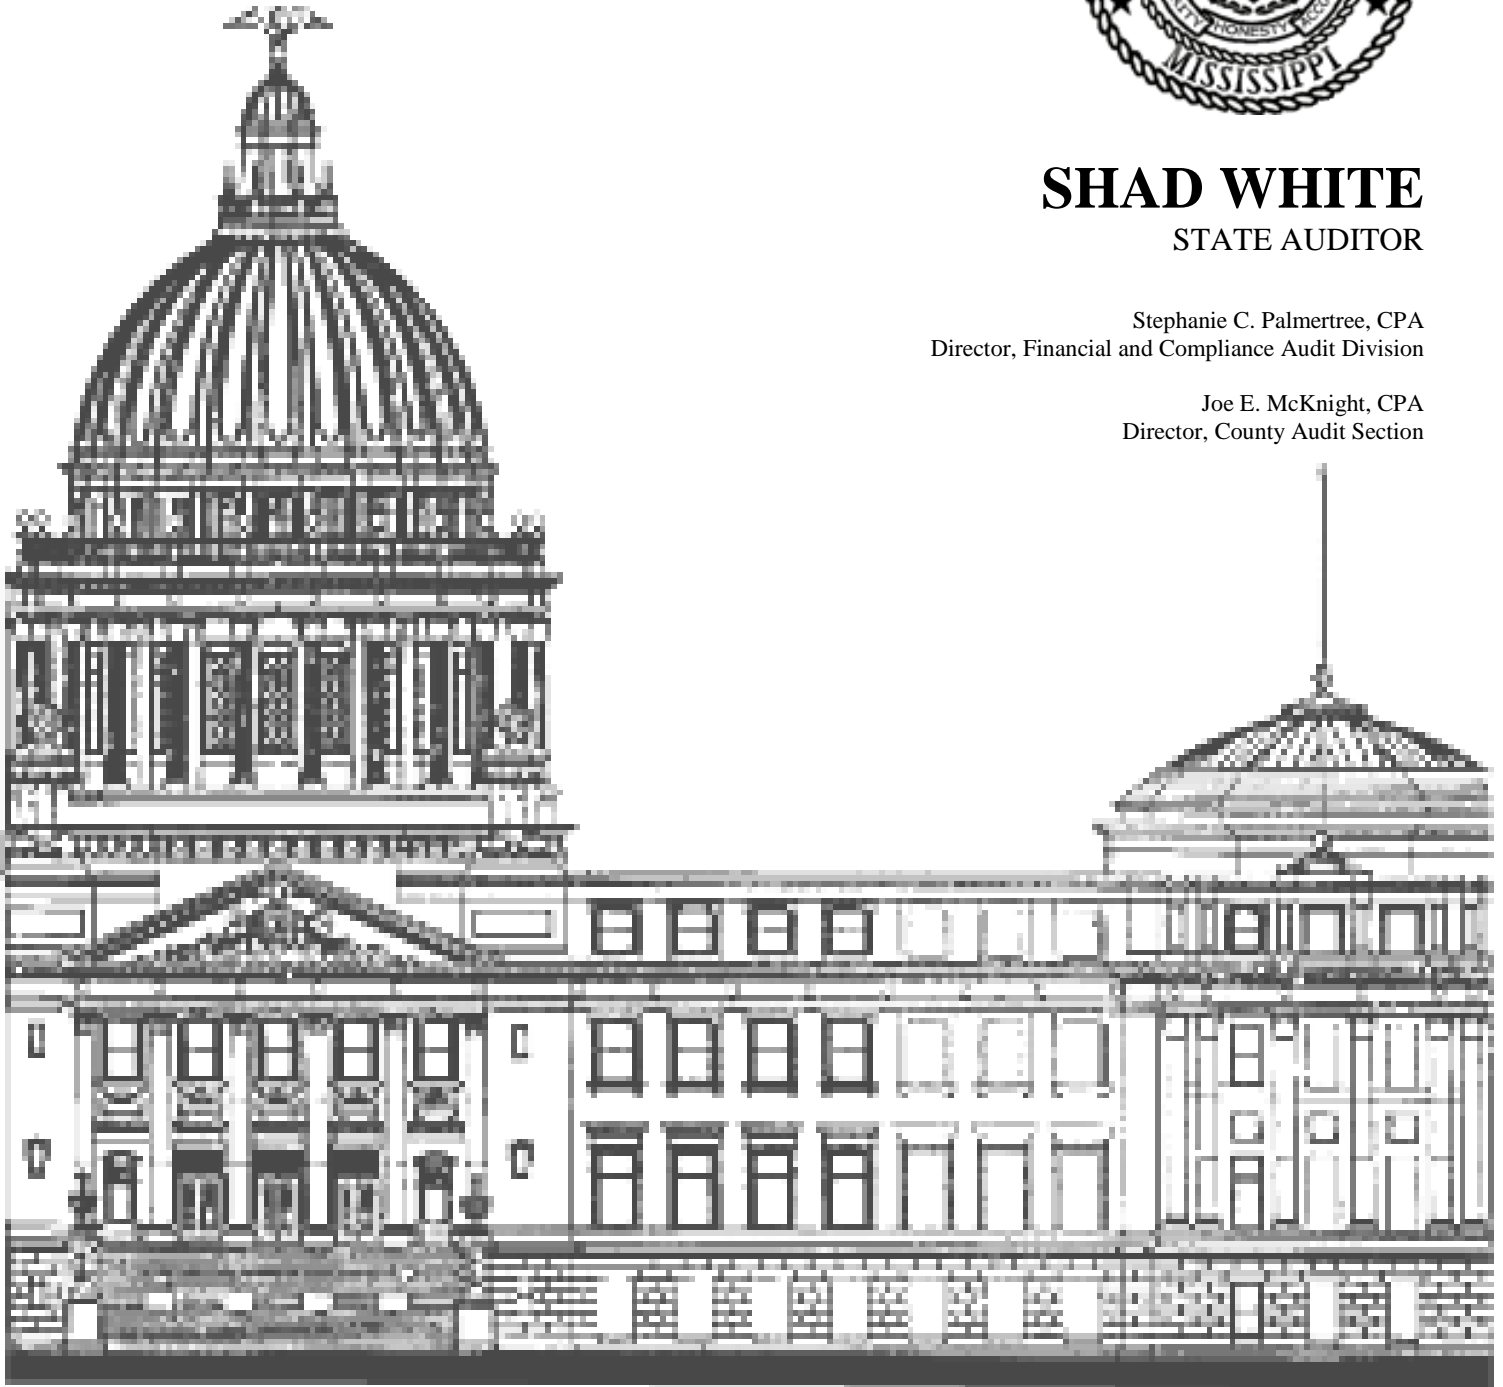 HONESTY
MISSISSIPPI
SHAD WHITE
STATE AUDITOR
Stephanie C. Palmertree, CPA
Director, Financial and Compliance Audit Division
Joe E. McKnight, CPA
Director, County Audit Section